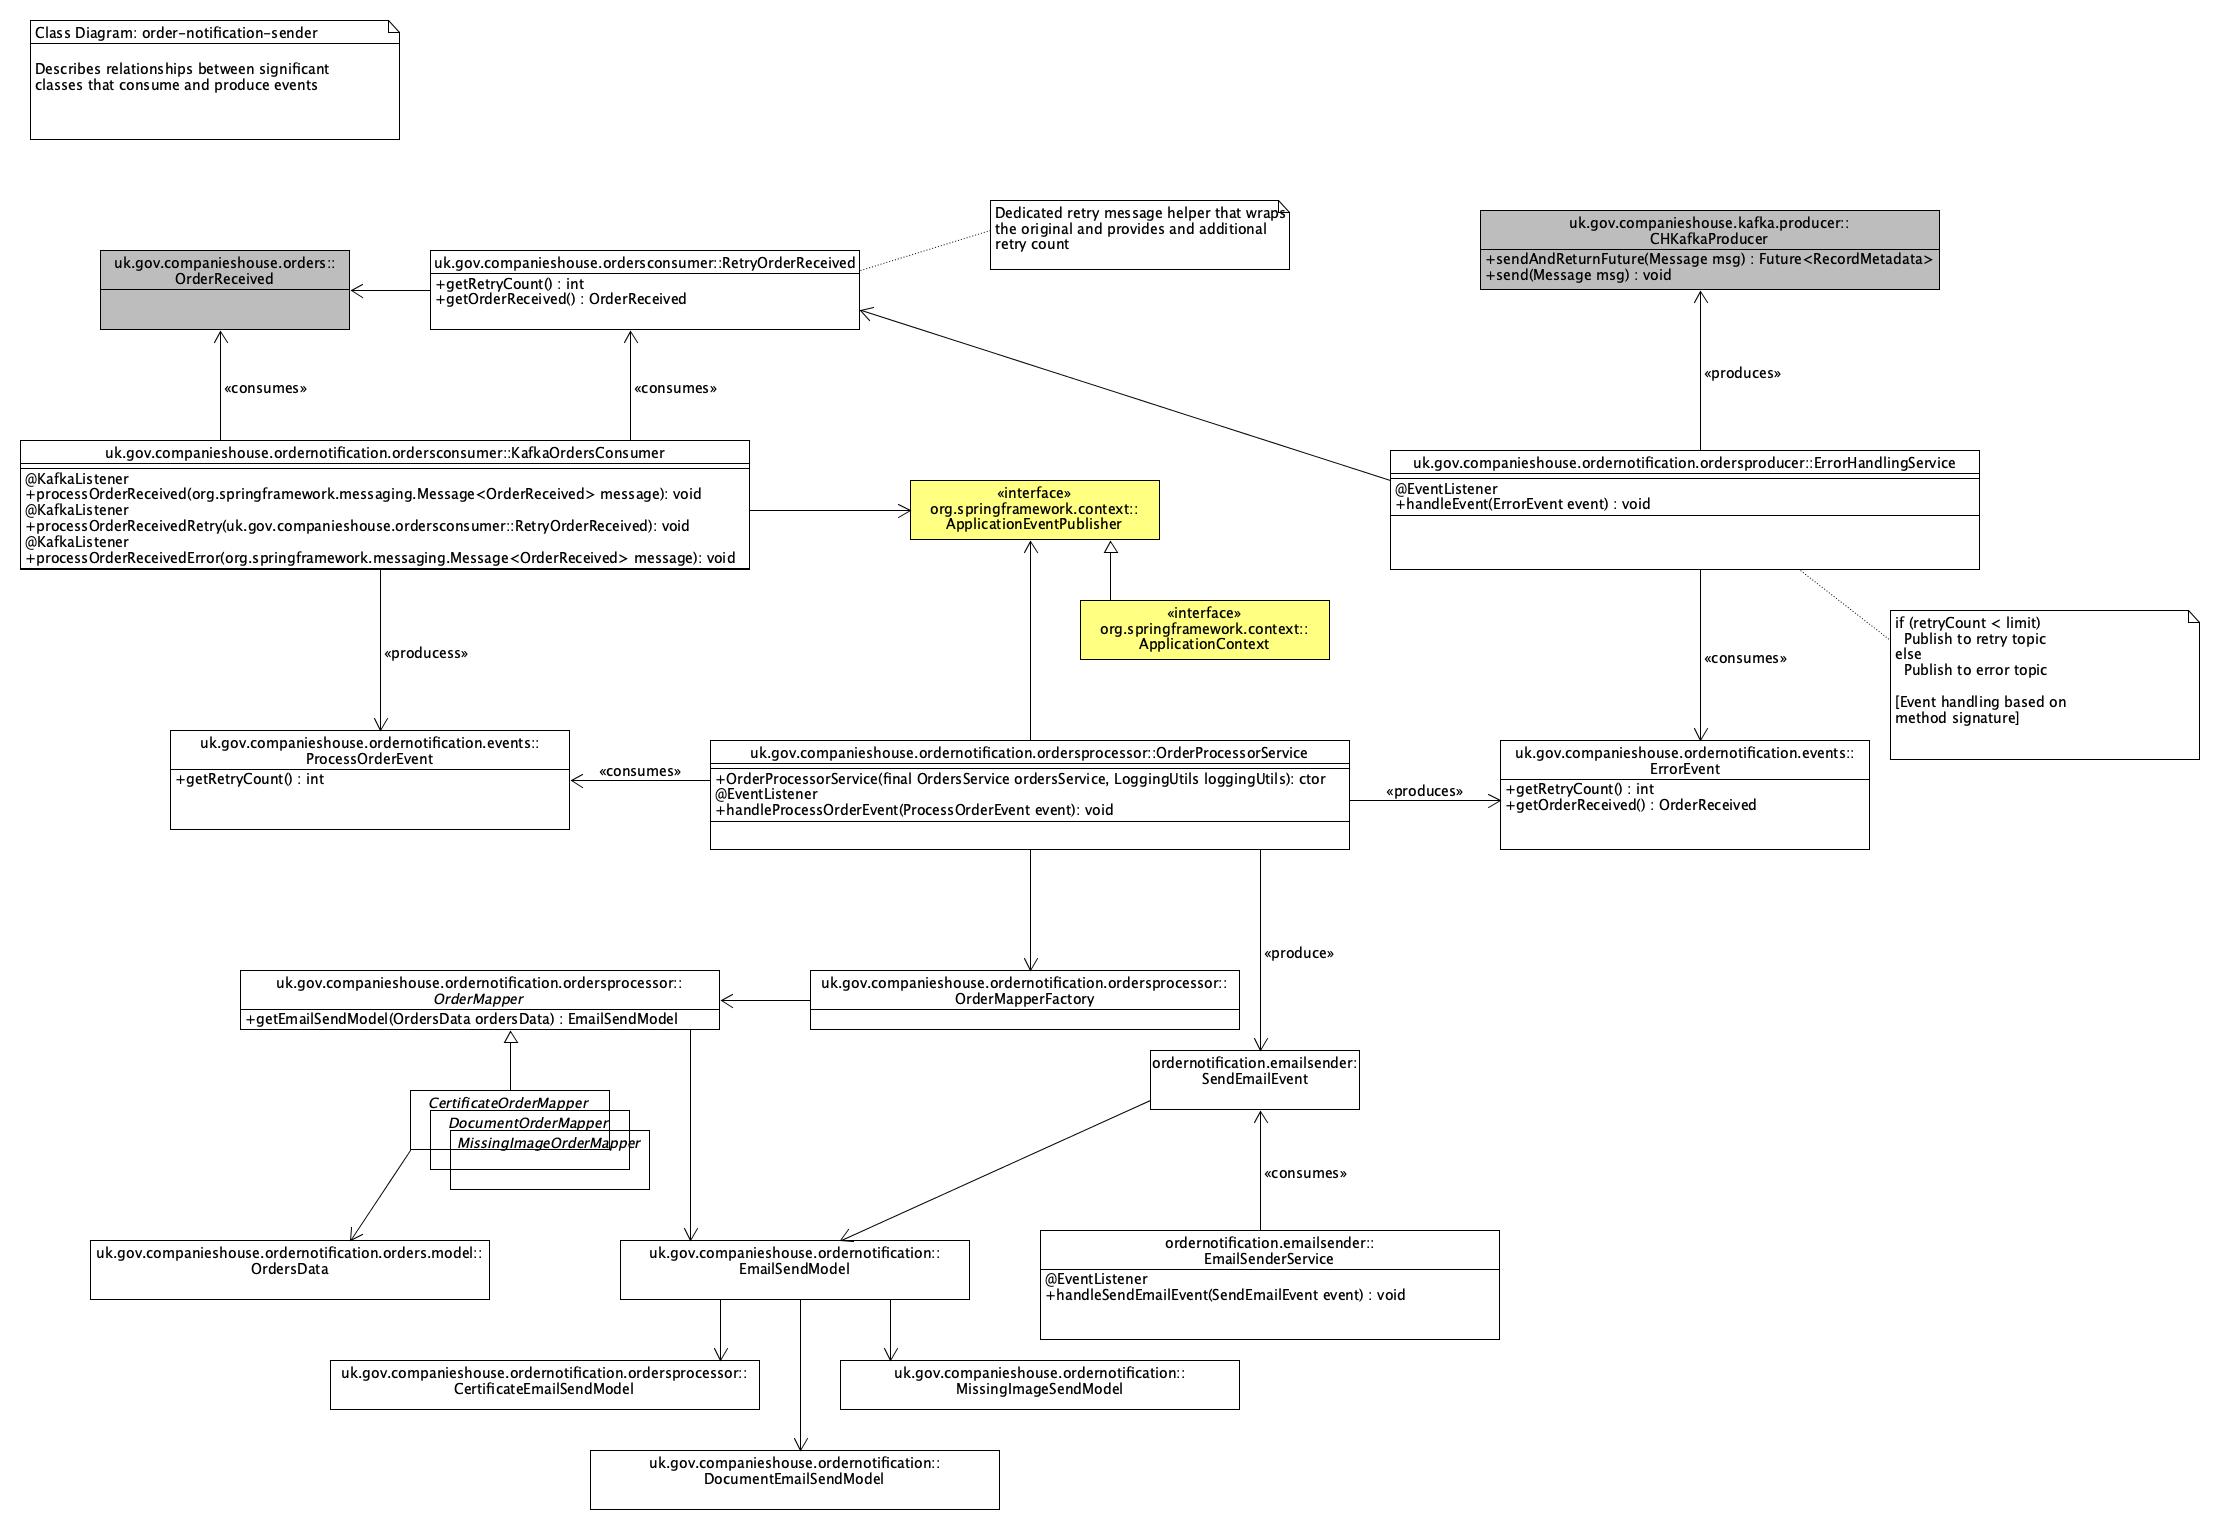 Class Diagram: order-notification-sender
Describes relationships between significant
classes that consume and produce events
Dedicated retry message helper that wraps
the original and provides and additional
retry count
uk.gov.companieshouse.kafka.producer::
CHKafkaProducer
+sendAndReturnFuture(Message msg) : Future<RecordMetadata>
+send(Message msg) : void
uk.gov.companieshouse.orders::
OrderReceived
uk.gov.companieshouse.ordersconsumer::RetryOrderReceived
+getRetryCount() : int
+getOrderReceived() : OrderReceived
«consumes»
«consumes»
«produces»
uk.gov.companieshouse.ordernotification.ordersconsumer::KafkaOrdersConsumer
@KafkaListener
+processOrderReceived(org.springframework.messaging.Message<OrderReceived> message): void
@KafkaListener
+processOrderReceivedRetry(uk.gov.companieshouse.ordersconsumer::RetryOrderReceived): void
@KafkaListener
+processOrderReceivedError(org.springframework.messaging.Message<OrderReceived> message): void
«interface»
org.springframework.context::
ApplicationEventPublisher
uk.gov.companieshouse.ordernotification.ordersproducer::ErrorHandlingService
@EventListener
+handleEvent(ErrorEvent event) : void
«interface»
org.springframework.context::
ApplicationContext
«producess»
«consumes»
if (retryCount < limit)
Publish to retry topic
else
Publish to error topic
[Event handling based on
method signature]
uk.gov.companieshouse.ordernotification.events::
ProcessOrderEvent
+getRetryCount() : int
«consumes»
uk.gov.companieshouse.ordernotification.ordersprocessor::OrderProcessorService
+OrderProcessorService(final OrdersService ordersService, LoggingUtils loggingUtils): ctor
@EventListener
+handleProcessOrderEvent(ProcessOrderEvent event): void
«produces»
uk.gov.companieshouse.ordernotification.events::
ErrorEvent
+getRetryCount() : int
+getOrderReceived() : OrderReceived
«produce»
uk.gov.companieshouse.ordernotification.ordersprocessor::
OrderMapper
+getEmailSendModel(OrdersData ordersData) : EmailSendModel
uk.gov.companieshouse.ordernotification.ordersprocessor::
OrderMapperFactory
ordernotification.emailsender:
SendEmailEvent
CertificateOrderMapper
DocumentOrderMapper
MissingImageOrderMapper
«consumes»
uk.gov.companieshouse.ordernotification.orders.model::
OrdersData
uk.gov.companieshouse.ordernotification::
EmailSendModel
ordernotification.emailsender::
EmailSenderService
@EventListener
+handleSendEmailEvent(SendEmailEvent event) : void
uk.gov.companieshouse.ordernotification.ordersprocessor::
CertificateEmailSendModel
uk.gov.companieshouse.ordernotification::
MissingImageSendModel
uk.gov.companieshouse.ordernotification::
DocumentEmailSendModel